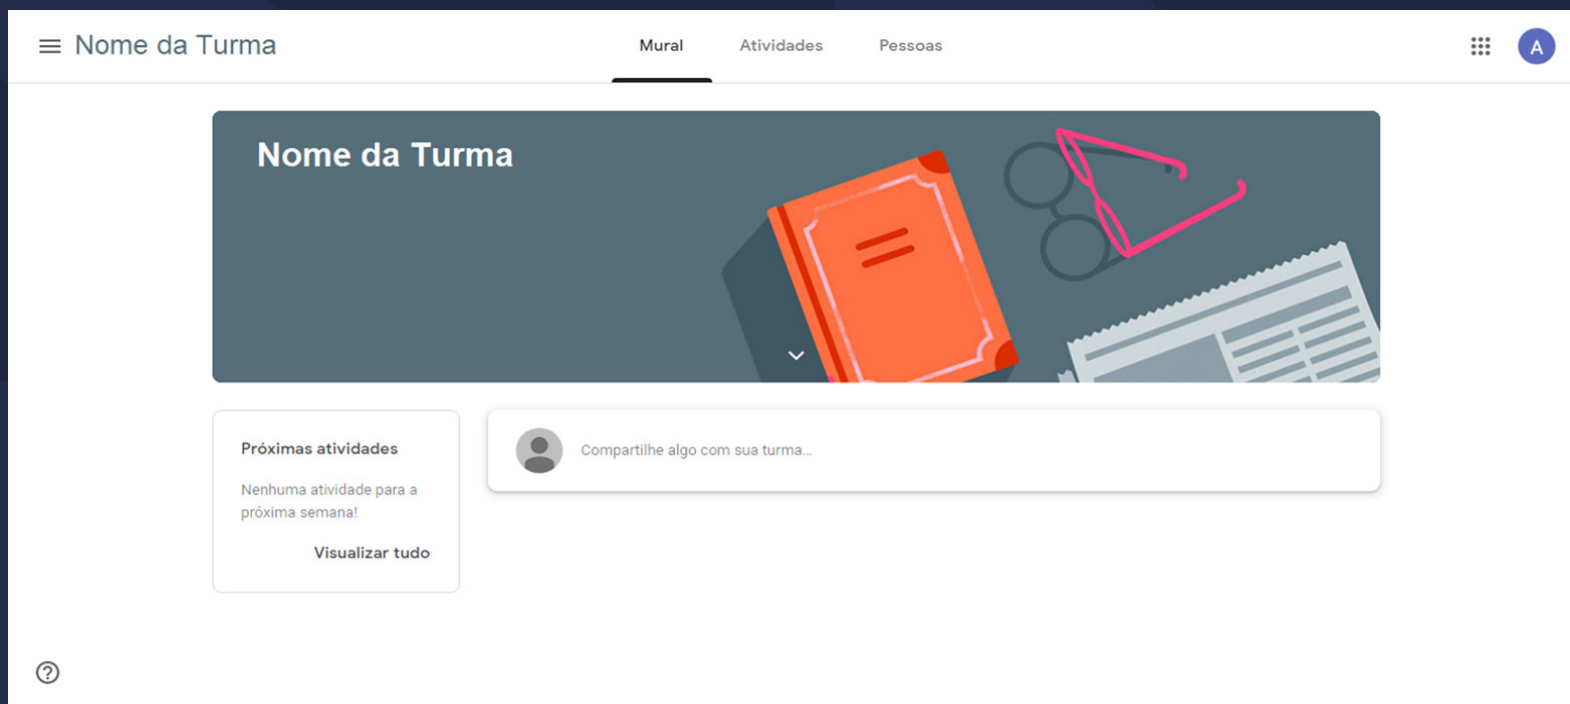 Nome da Turma
Mural
Atividades
Pessoas
A
Nome da Turma
Próximas atividades
Nenhuma atividade para a
próxima semana!
Visualizar tudo
Compartilhe algo com sua turma...
?